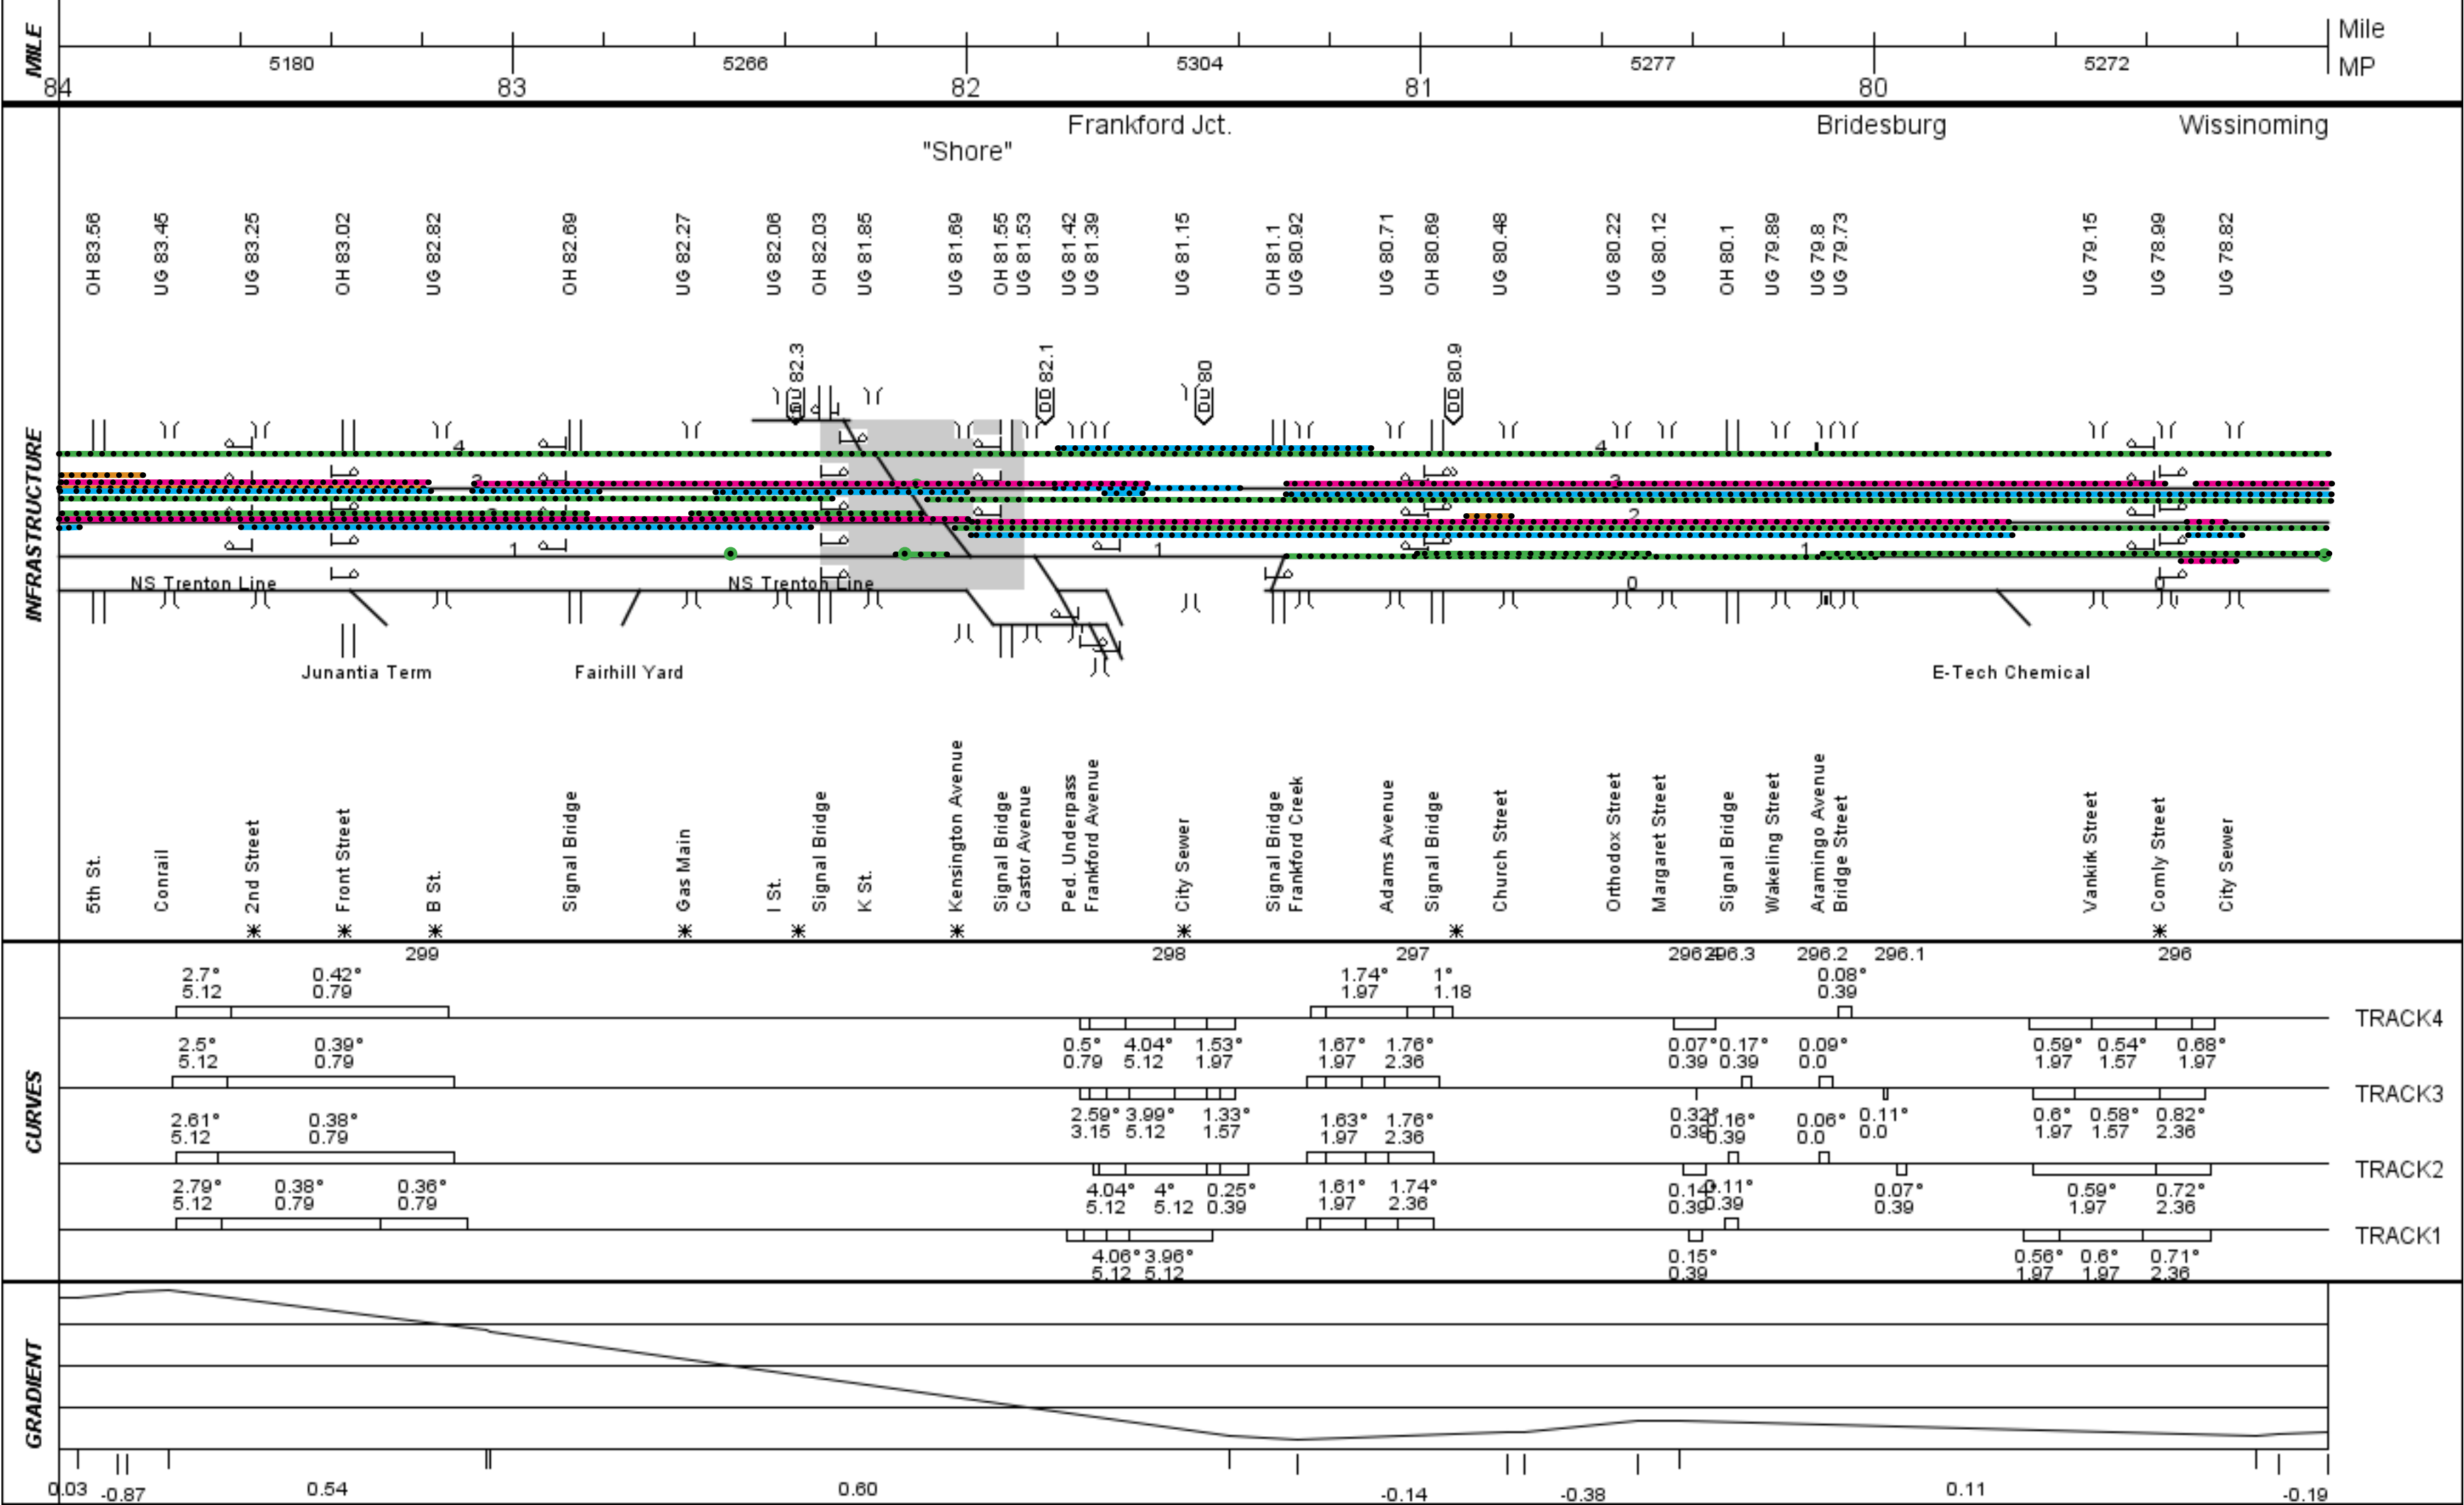 MILE
Mile
5180 5266 5304 5277 5272
MP
84 83 82 81 80
Frankford Jct. Bridesburg Wissinoming
"Shore"
OH 83.56
UG 83.45
UG 83.25
OH 83.02
UG 82.82
OH 82.69
UG 82.27
UG 82.06
OH 82.03
UG 81.85
UG 81.69
OH 81.55
UG 81.53
UG 81.42
UG 81.39
UG 81.15
OH 81.1
UG 80.92
UG 80.71
OH 80.69
UG 80.48
UG 80.22
UG 80.12
OH 80.1
UG 79.89
UG 79.8
UG 79.73
UG 79.15
UG 78.99
UG 78.82
82.3
DD 82.1
80
DD 80.9
INFRASTRUCTURE
4 4
3 3
2 2
1 1 1
NS Trenton Line NS Trenton Line 0 0
Junantia Term Fairhill Yard E-Tech Chemical
5th St.
Conrail
2nd Street
Front Street
B St.
Signal Bridge
Gas Main
I St.
Signal Bridge
K St.
Kensington Avenue
Signal Bridge
Castor Avenue
Ped. Underpass
Frankford Avenue
City Sewer
Signal Bridge
Frankford Creek
Adams Avenue
Signal Bridge
Church Street
Orthodox Street
Margaret Street
Signal Bridge
Wakeling Street
Aramingo Avenue
Bridge Street
Vankirk Street
Comly Street
City Sewer
CURVES
299 298 297 296.4 296.3 296.2 296.1 296
2.7° 0.42° 1.74° 1° 0.08°
5.12 0.79 1.97 1.18 0.39
TRACK4
2.5° 0.39° 0.5° 4.04° 1.53° 1.67° 1.76° 0.07° 0.17° 0.09° 0.59° 0.54° 0.68°
5.12 0.79 0.79 5.12 1.97 1.97 2.36 0.39 0.39 0.0 1.97 1.57 1.97
TRACK3
2.61° 0.38° 2.59° 3.99° 1.33° 1.63° 1.76° 0.32° 0.16° 0.06° 0.11° 0.6° 0.58° 0.82°
5.12 0.79 3.15 5.12 1.57 1.97 2.36 0.39 0.39 0.0 0.0 1.97 1.57 2.36
TRACK2
2.79° 0.38° 0.36° 4.04° 4° 0.25° 1.61° 1.74° 0.14° 0.11° 0.07° 0.59° 0.72°
5.12 0.79 0.79 5.12 5.12 0.39 1.97 2.36 0.39 0.39 0.39 1.97 2.36
TRACK1
4.06° 3.96° 0.15° 0.56° 0.6° 0.71°
5.12 5.12 0.39 1.97 1.97 2.36
GRADIENT
0.03 -0.87 0.54 0.60 -0.14 -0.38 0.11 -0.19